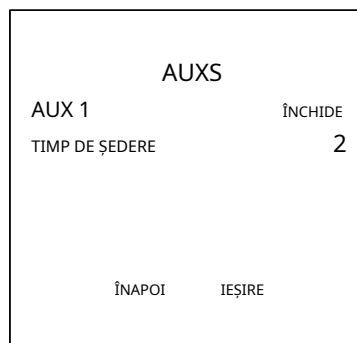 AUXS
AUX 1 ÎNCHIDE
TIMP DE ȘEDERE 2
ÎNAPOI IEȘIRE